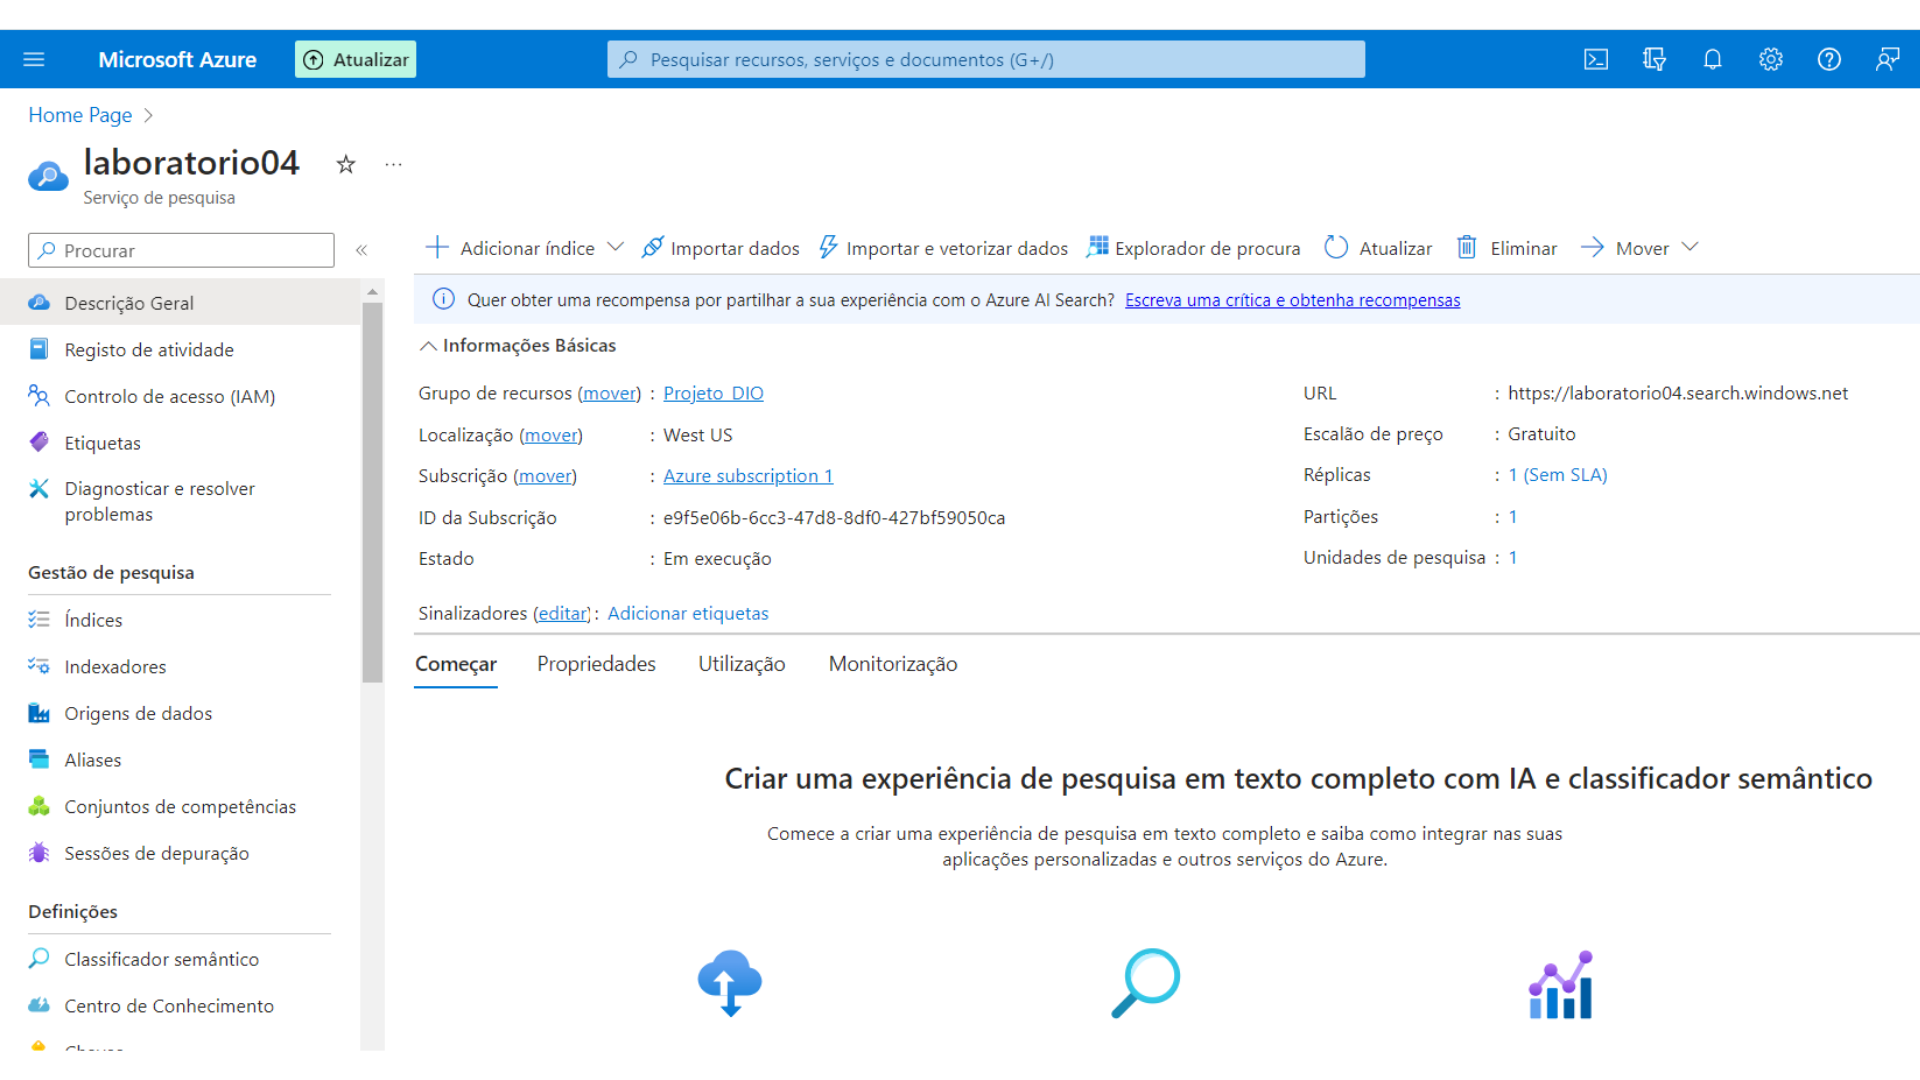 Microsoft Azure
Atualizar
Pesquisar recursos, serviços e documentos (G+/)
Home Page
laboratorio04
Serviço de pesquisa
Procurar
Adicionar índice
Importar dados
Importar e vetorizar dados
Explorador de procura
Atualizar
Eliminar
Mover
Quer obter uma recompensa por partilhar a sua experiência com o Azure AI Search? Escreva uma crítica e obtenha recompensas
Descrição Geral
Registo de atividade
Controlo de acesso (IAM)
Etiquetas
Diagnosticar e resolver
problemas
Gestão de pesquisa
Índices
Indexadores
Origens de dados
Aliases
Conjuntos de competências
Sessões de depuração
Definições
Classificador semântico
Centro de Conhecimento
Informações Básicas
Grupo de recursos (mover) : Projeto_DIO
Localização (mover) : West US
Subscrição (mover) : Azure subscription 1
ID da Subscrição : e9f5e06b-6cc3-47d8-8df0-427bf59050ca
Estado : Em execução
URL : https://laboratorio04.search.windows.net
Escalão de preço : Gratuito
Réplicas : 1 (Sem SLA)
Partições : 1
Unidades de pesquisa : 1
Sinalizadores (editar) : Adicionar etiquetas
Começar
Propriedades
Utilização
Monitorização
Criar uma experiência de pesquisa em texto completo com IA e classificador semântico
Comece a criar uma experiência de pesquisa em texto completo e saiba como integrar nas suas
aplicações personalizadas e outros serviços do Azure.